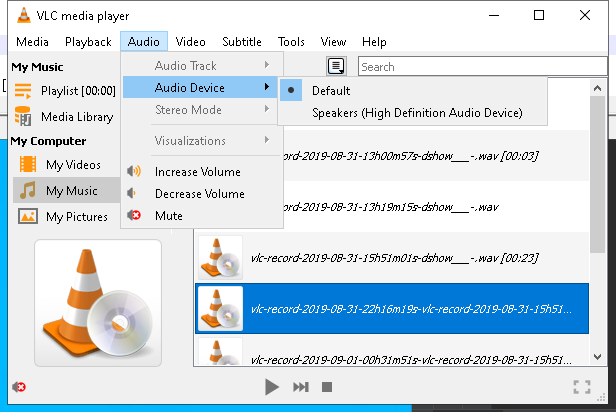 VLC media player
Media Playback Audio Video Subtitle Tools View Help
My Music
Playlist [00:00]
Media Library
My Computer
My Videos
My Music
My Pictures
Audio Track
Audio Device
Stereo Mode
Visualizations
Increase Volume
Decrease Volume
Mute
Default
Speakers (High Definition Audio Device)
Search
-record-2019-08-31-13h00m57s-dshow___-.wav [00:03]
-record-2019-08-31-13h19m15s-dshow___-.wav
vlc-record-2019-08-31-15h51m01s-dshow___-.wav [00:23]
vlc-record-2019-08-31-22h16m19s-vlc-record-2019-08-31-15h51...
vlc-record-2019-09-01-00h31m51s-vlc-record-2019-08-31-15h51...